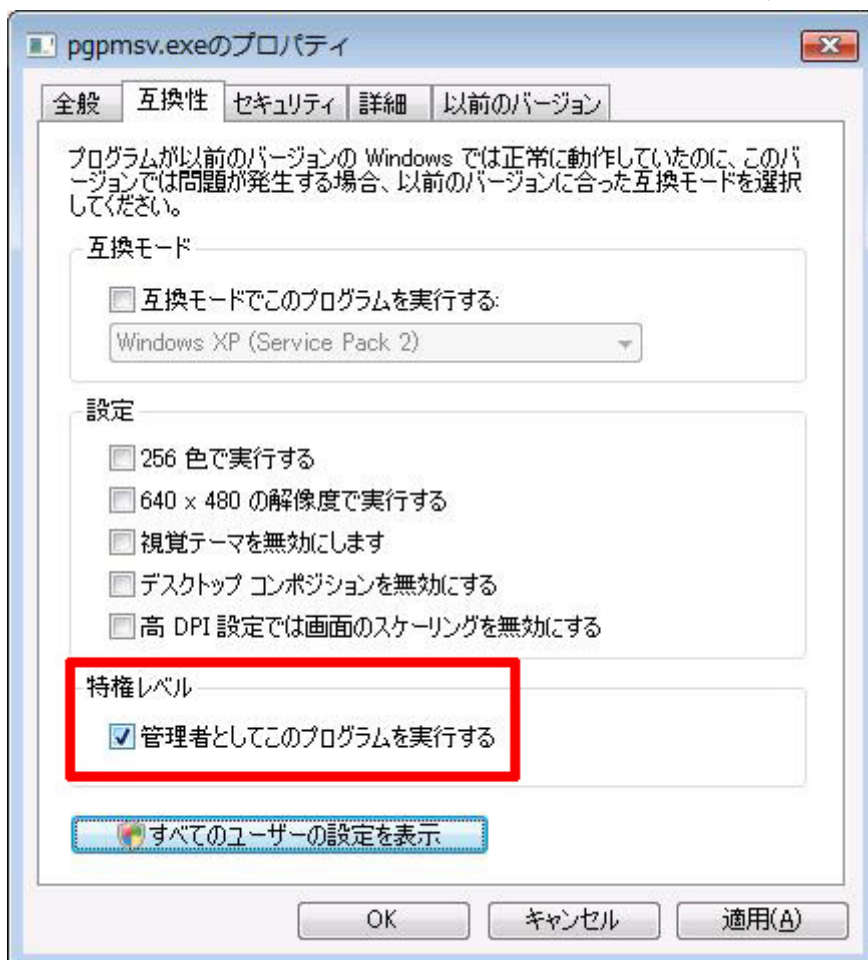 pgpmsv.exeのプロパティ
全般 互換性 セキュリティ 詳細 以前のバージョン
プログラムが以前のバージョンの Windows では正常に動作していたのに、このバ
ージョンでは問題が発生する場合、以前のバージョンに合った互換モードを選択
してください。
互換モード
互換モードでこのプログラムを実行する:
Windows XP (Service Pack 2)
設定
256 色で実行する
640 x 480 の解像度で実行する
視覚テーマを無効にします
デスクトップ コンポジションを無効にする
高 DPI 設定では画面のスケーリングを無効にする
特権レベル
管理者としてこのプログラムを実行する
すべてのユーザーの設定を表示
OK キャンセル 適用(A)